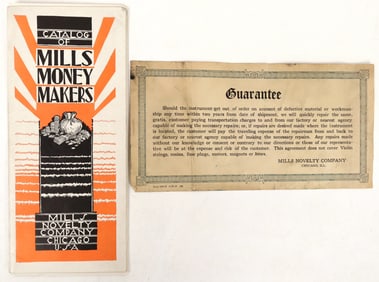 CATALOG
OF
MILLS
MONEY
MAKERS
MILLS
NOVELTY
COMPANY
CHICAGO
USA
Guarantee
Should the instrument get out of order on account of defective material or workman-
ship any time within two years from date of shipment, we will quickly repair the same,
gratis, customer paying transportation charges to and from our factory or nearest agency
capable of making the necessary repairs; or, if repairs are desired made where the instrument
is located, the customer will pay the traveling expense of the repairman from and back to
our factory or nearest agency capable of making the necessary repairs. Any repairs made
without our knowledge or consent or contrary to our directions or those of our representa-
tive will be at the expense and risk of the customer. This agreement does not cover Violin
strings, rosins, fuse plugs, motors, magnets or
MILLS NOVELTY COMPANY
CHICAGO, ILL.